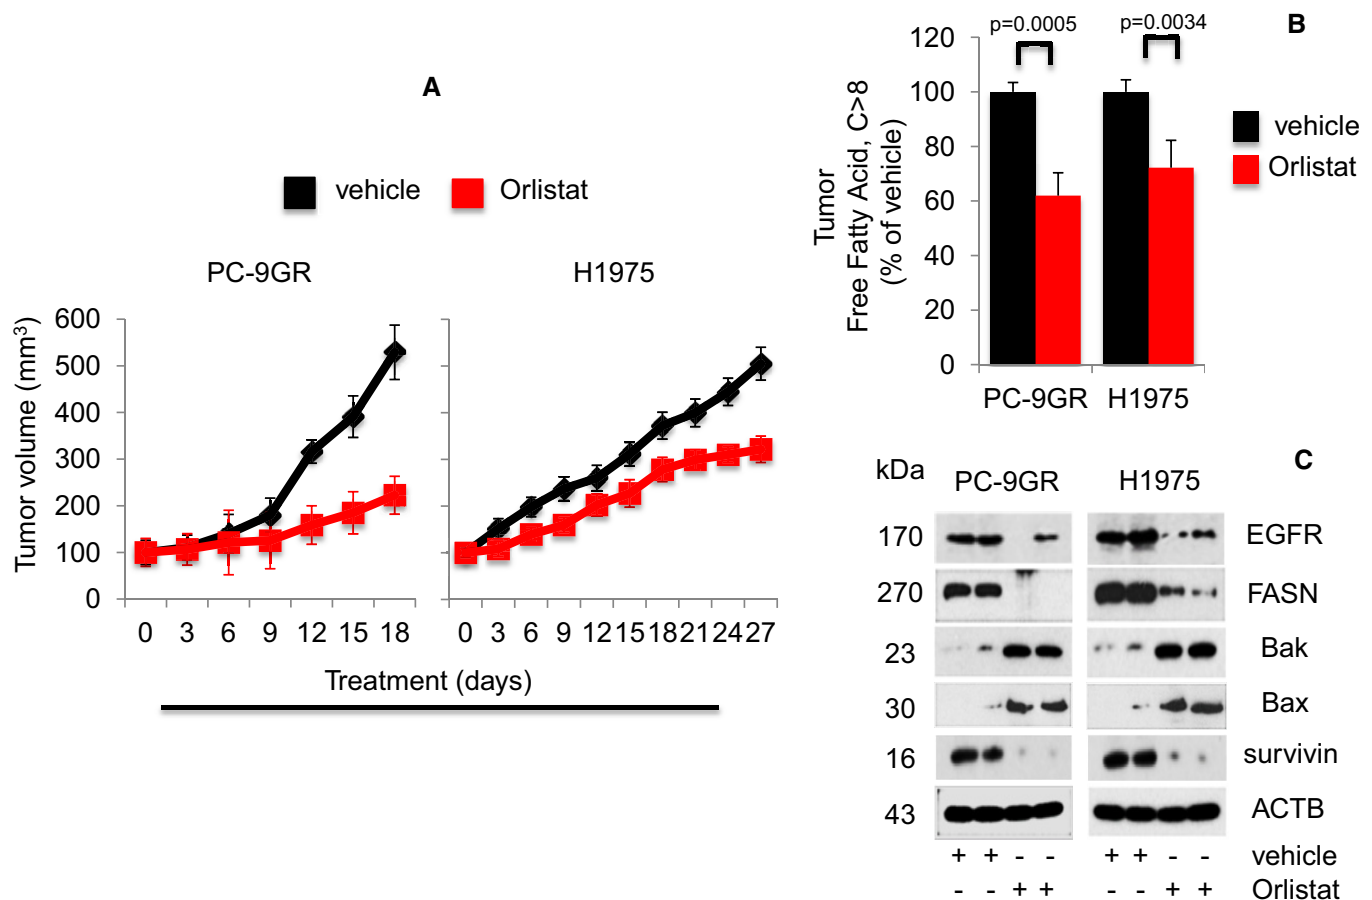 A
vehicle Orlistat
PC-9GR H1975
Tumor volume (mm³)
600
500
400
300
200
100
0
0 3 6 9 12 15 18
0 3 6 9 12 15 18 21 24 27
Treatment (days)
B
p=0.0005 p=0.0034
Tumor
Free Fatty Acid, C>8
(% of vehicle)
120
100
80
60
40
20
0
PC-9GR H1975
vehicle
Orlistat
C
kDa PC-9GR H1975
170 EGFR
270 FASN
23 Bak
30 Bax
16 survivin
43 ACTB
+ + - - + + - - vehicle
- - + + - - + + Orlistat